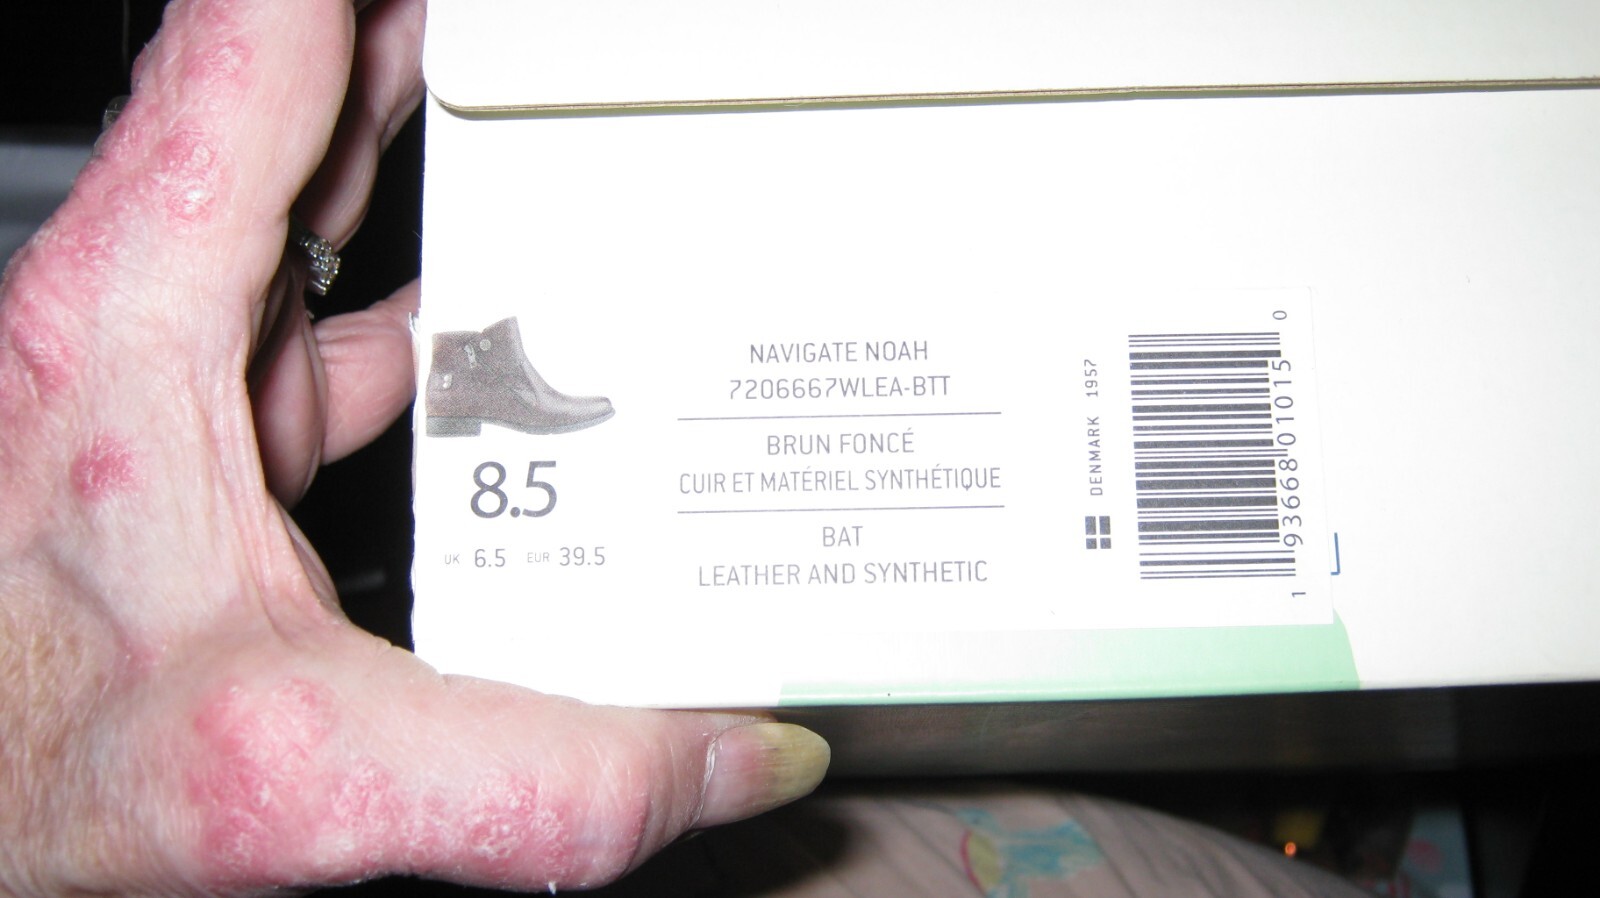 NAVIGATE NOAH
7206667WLEA-BTT
BRUN FONCÉ
CUIR ET MATÉRIEL SYNTHÉTIQUE
BAT
LEATHER AND SYNTHETIC
8.5
UK 6.5 EUR 39.5
DENMARK 1957
1 93668 01015 0